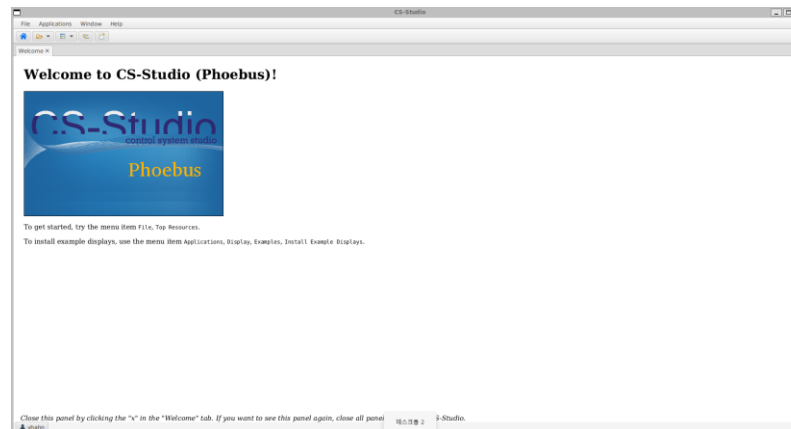 CS-Studio
File Applications Window Help
Welcome ×
Welcome to CS-Studio (Phoebus)!
CS-Studio
control system studio
Phoebus
To get started, try the menu item File, Top Resources.
To install example displays, use the menu item Applications, Display, Examples, Install Example Displays.
Close this panel by clicking the "x" in the "Welcome" tab. If you want to see this panel again, close all panel S-Studio.
데스크톱 2